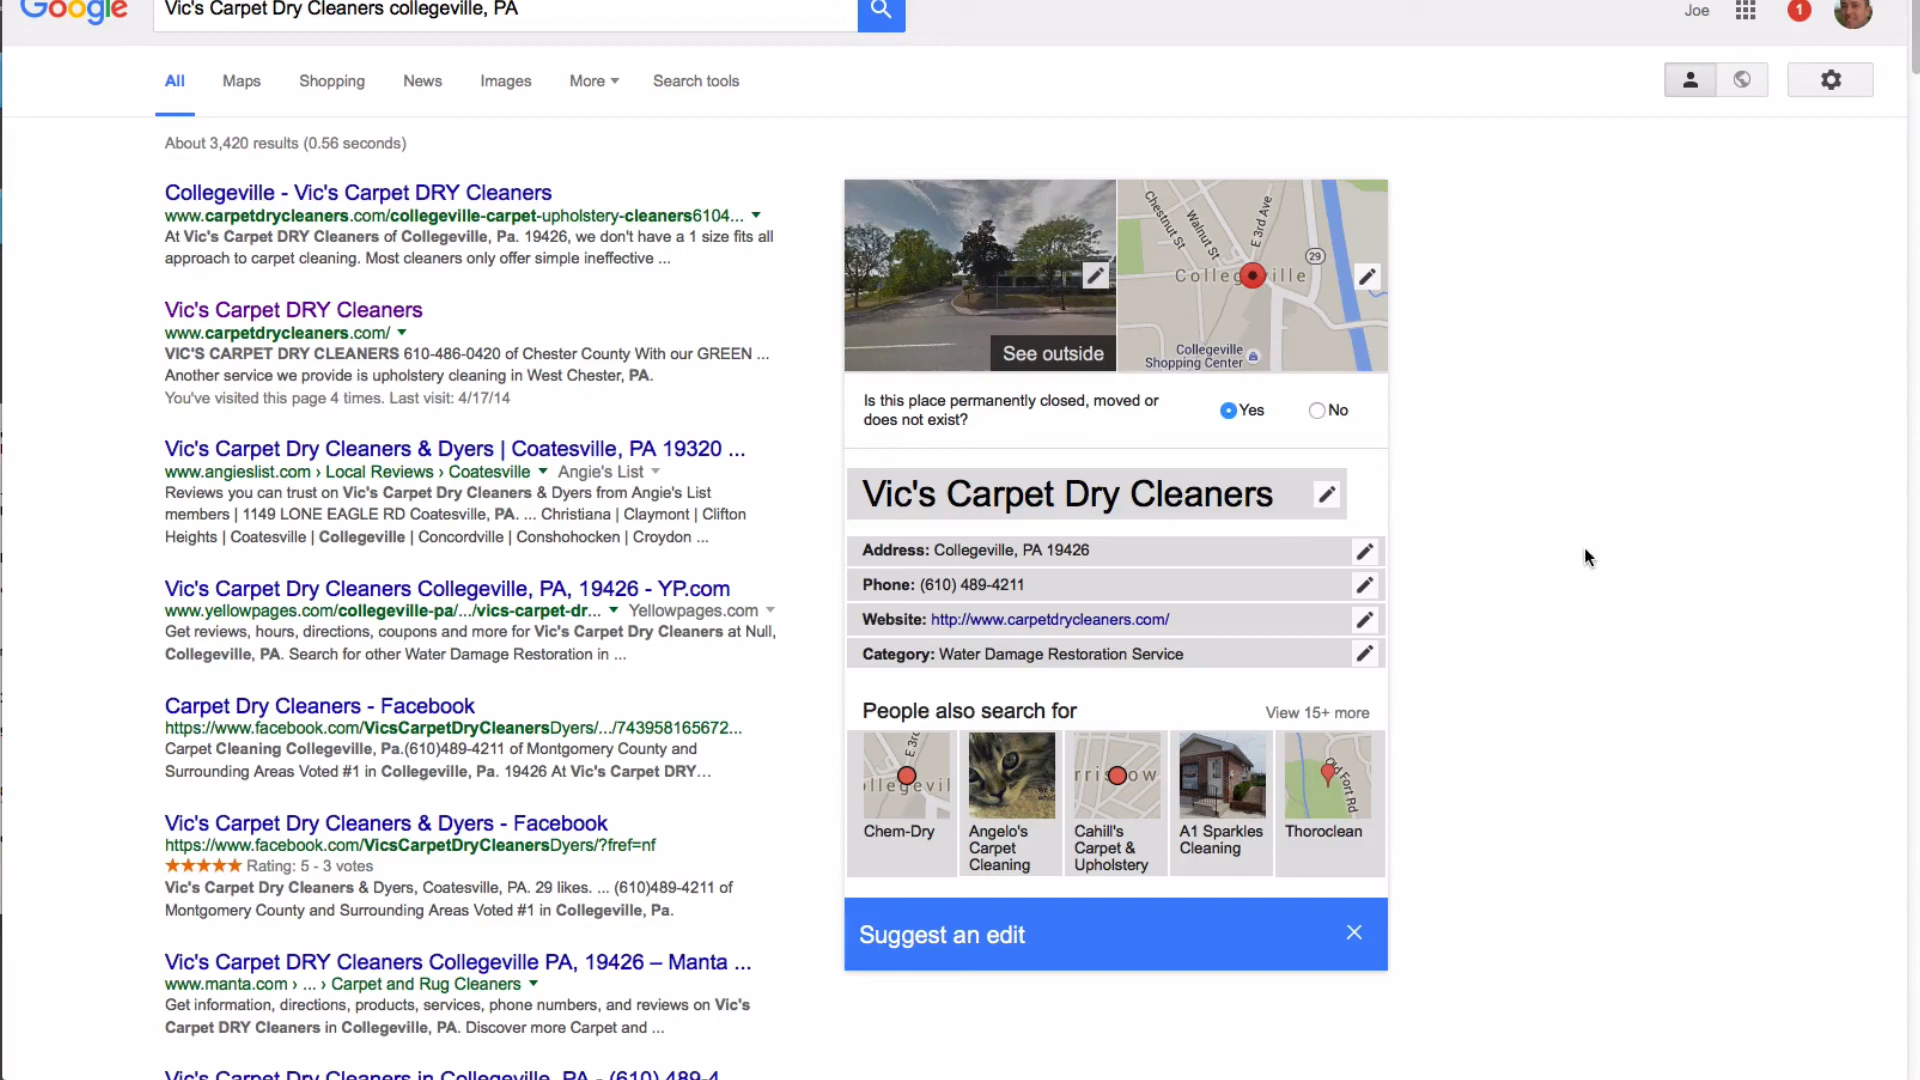 Google
Vic's Carpet Dry Cleaners collegeville, PA
Joe
1
All Maps Shopping News Images More Search tools
About 3,420 results (0.56 seconds)
Collegeville - Vic's Carpet DRY Cleaners
www.carpetdrycleaners.com/collegeville-carpet-upholstery-cleaners6104...
At Vic's Carpet DRY Cleaners of Collegeville, Pa. 19426, we don't have a 1 size fits all
approach to carpet cleaning. Most cleaners only offer simple ineffective ...
Vic's Carpet DRY Cleaners
www.carpetdrycleaners.com/
VIC'S CARPET DRY CLEANERS 610-486-0420 of Chester County With our GREEN ...
Another service we provide is upholstery cleaning in West Chester, PA.
You've visited this page 4 times. Last visit: 4/17/14
Vic's Carpet Dry Cleaners & Dyers | Coatesville, PA 19320 ...
www.angieslist.com › Local Reviews › Coatesville Angie's List
Reviews you can trust on Vic's Carpet Dry Cleaners & Dyers from Angie's List
members | 1149 LONE EAGLE RD Coatesville, PA. ... Christiana | Claymont | Clifton
Heights | Coatesville | Collegeville | Concordville | Conshohocken | Croydon ...
Vic's Carpet Dry Cleaners Collegeville, PA, 19426 - YP.com
www.yellowpages.com/collegeville-pa/.../vics-carpet-dr... Yellowpages.com
Get reviews, hours, directions, coupons and more for Vic's Carpet Dry Cleaners at Null,
Collegeville, PA. Search for other Water Damage Restoration in ...
Carpet Dry Cleaners - Facebook
https://www.facebook.com/VicsCarpetDryCleanersDyers/.../743958165672...
Carpet Cleaning Collegeville, Pa.(610)489-4211 of Montgomery County and
Surrounding Areas Voted #1 in Collegeville, Pa. 19426 At Vic's Carpet DRY...
Vic's Carpet Dry Cleaners & Dyers - Facebook
https://www.facebook.com/VicsCarpetDryCleanersDyers/?fref=nf
Rating: 5 - 3 votes
Vic's Carpet Dry Cleaners & Dyers, Coatesville, PA. 29 likes. ... (610)489-4211 of
Montgomery County and Surrounding Areas Voted #1 in Collegeville, Pa.
Vic's Carpet DRY Cleaners Collegeville PA, 19426 – Manta ...
www.manta.com › ... › Carpet and Rug Cleaners
Get information, directions, products, services, phone numbers, and reviews on Vic's
Carpet DRY Cleaners in Collegeville, PA. Discover more Carpet and ...
Vic's Carpet Dry Cleaners in Collegeville, PA - (610) 489-4
See outside
Chestnut St
Walnut St
E 3rd Ave
29
Collegeville
Collegeville
Shopping Center
Is this place permanently closed, moved or
does not exist?
Yes No
Vic's Carpet Dry Cleaners
Address: Collegeville, PA 19426
Phone: (610) 489-4211
Website: http://www.carpetdrycleaners.com/
Category: Water Damage Restoration Service
People also search for
View 15+ more
E 3rd
llegevil
rristow
Old Fort Rd
Chem-Dry
Angelo's
Carpet
Cleaning
Cahill's
Carpet &
Upholstery
A1 Sparkles
Cleaning
Thoroclean
Suggest an edit